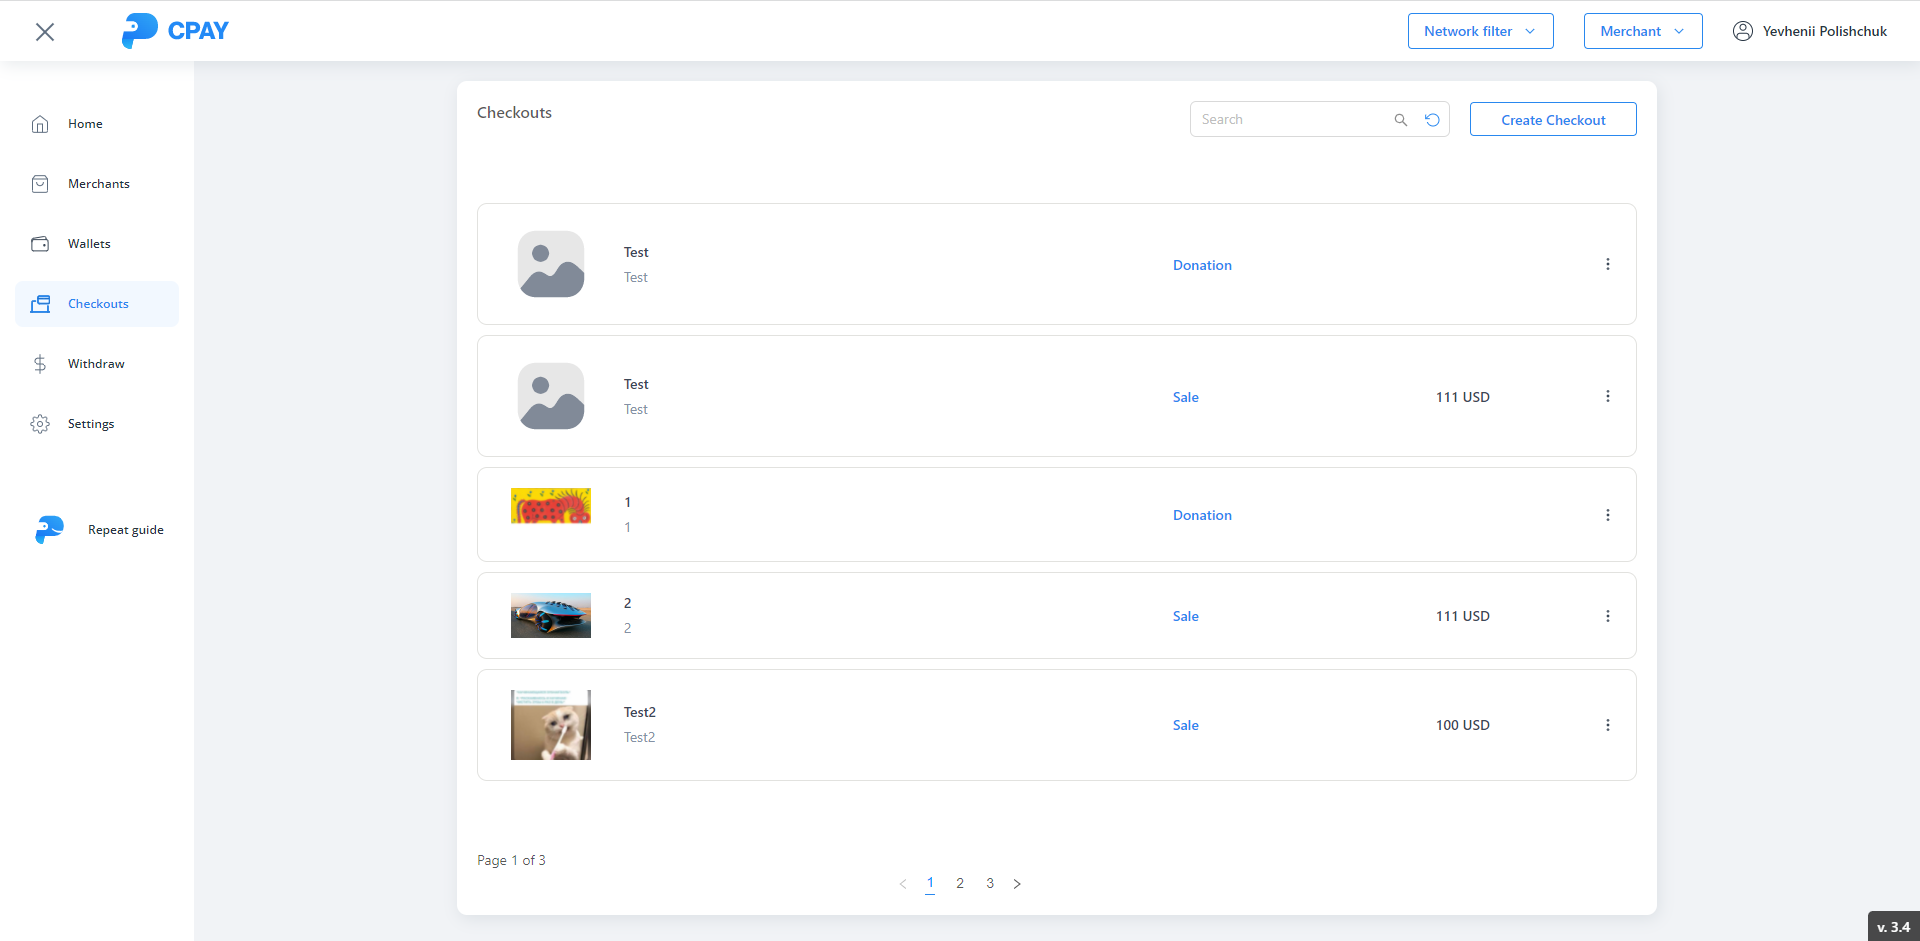 CPAY
Network filter
Merchant
Yevhenii Polishchuk
Home
Merchants
Wallets
Checkouts
Withdraw
Settings
Repeat guide
Checkouts
Search
Create Checkout
Test
Test
Donation
Test
Test
Sale
111 USD
1
1
Donation
2
2
Sale
111 USD
Test2
Test2
Sale
100 USD
Page 1 of 3
1 2 3
v. 3.4